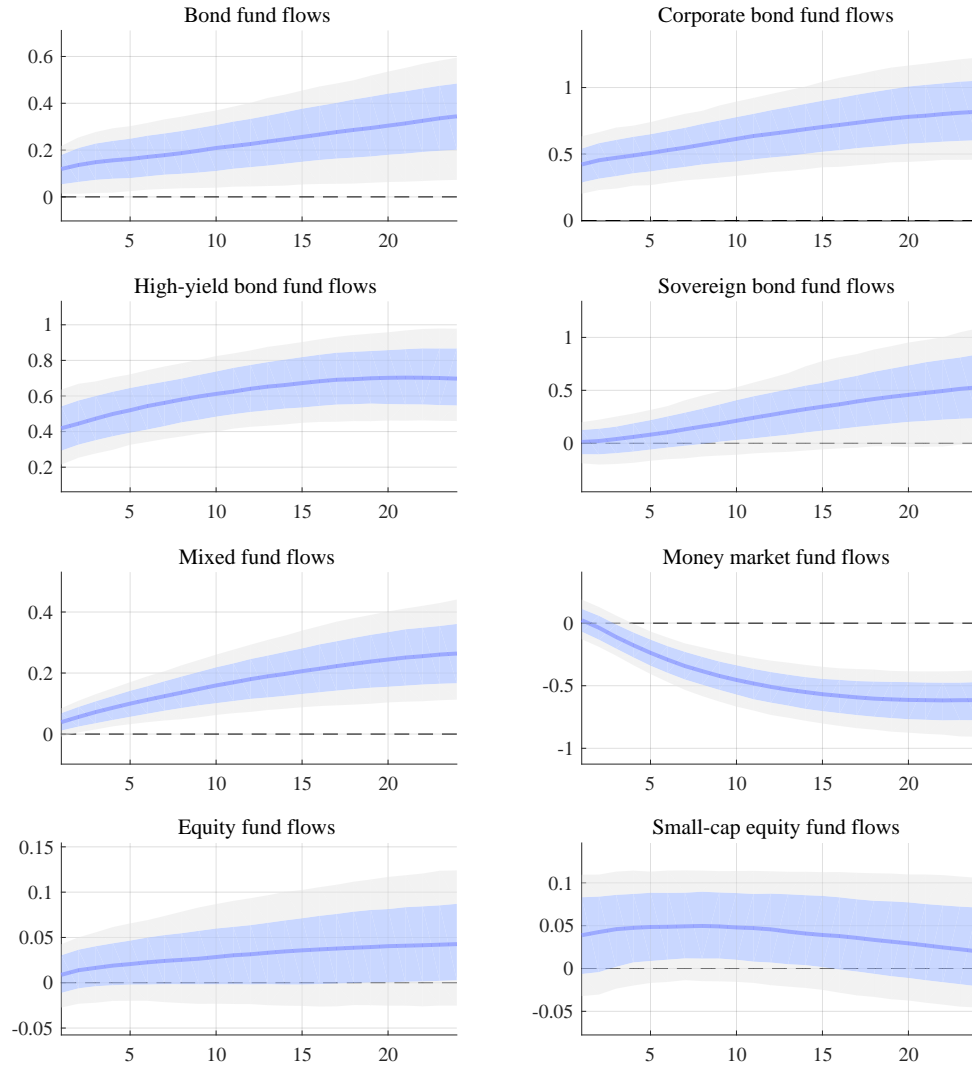 Bond fund flows
0.6
0.4
0.2
0
5 10 15 20
Corporate bond fund flows
1
0.5
0
5 10 15 20
High-yield bond fund flows
1
0.8
0.6
0.4
0.2
5 10 15 20
Sovereign bond fund flows
1
0.5
0
5 10 15 20
Mixed fund flows
0.4
0.2
0
5 10 15 20
Money market fund flows
0
-0.5
-1
5 10 15 20
Equity fund flows
0.15
0.1
0.05
0
-0.05
5 10 15 20
Small-cap equity fund flows
0.1
0.05
0
-0.05
5 10 15 20